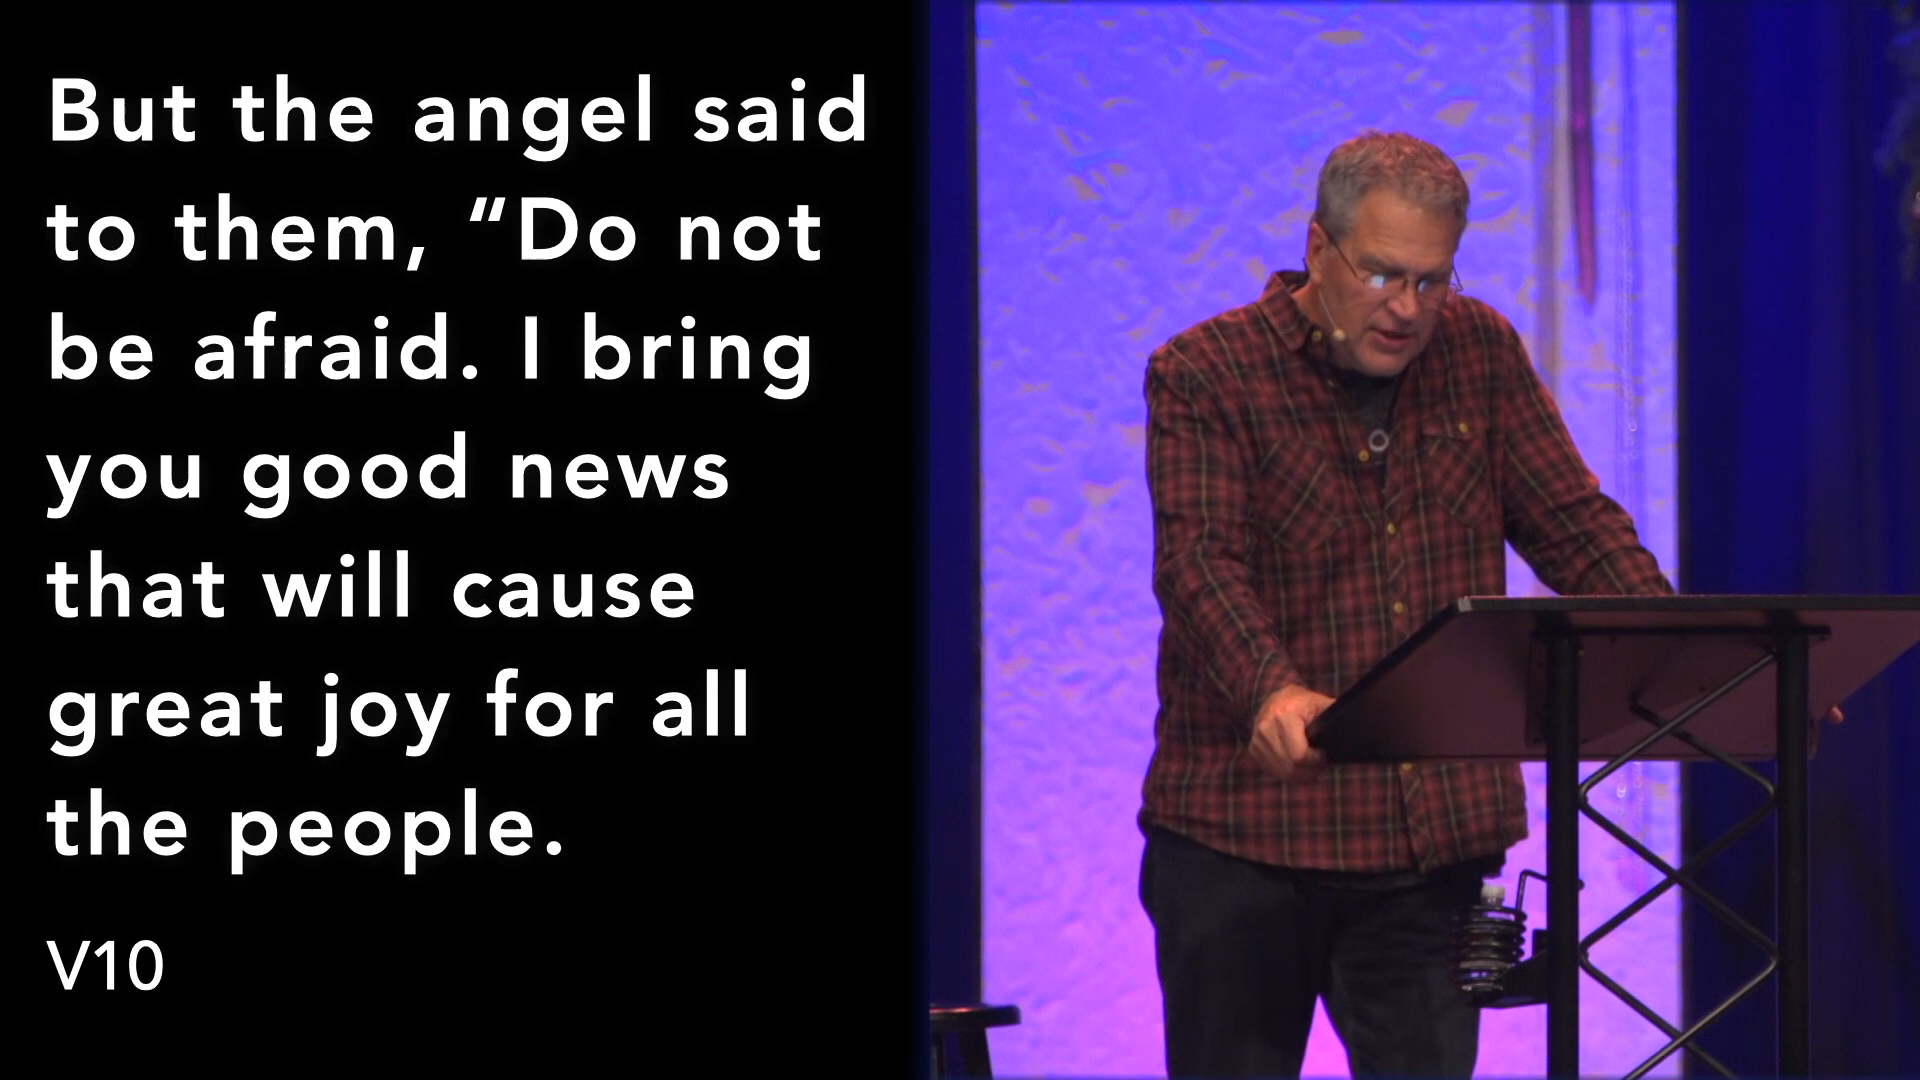 But the angel said
to them, “Do not
be afraid. I bring
you good news
that will cause
great joy for all
the people.
V10